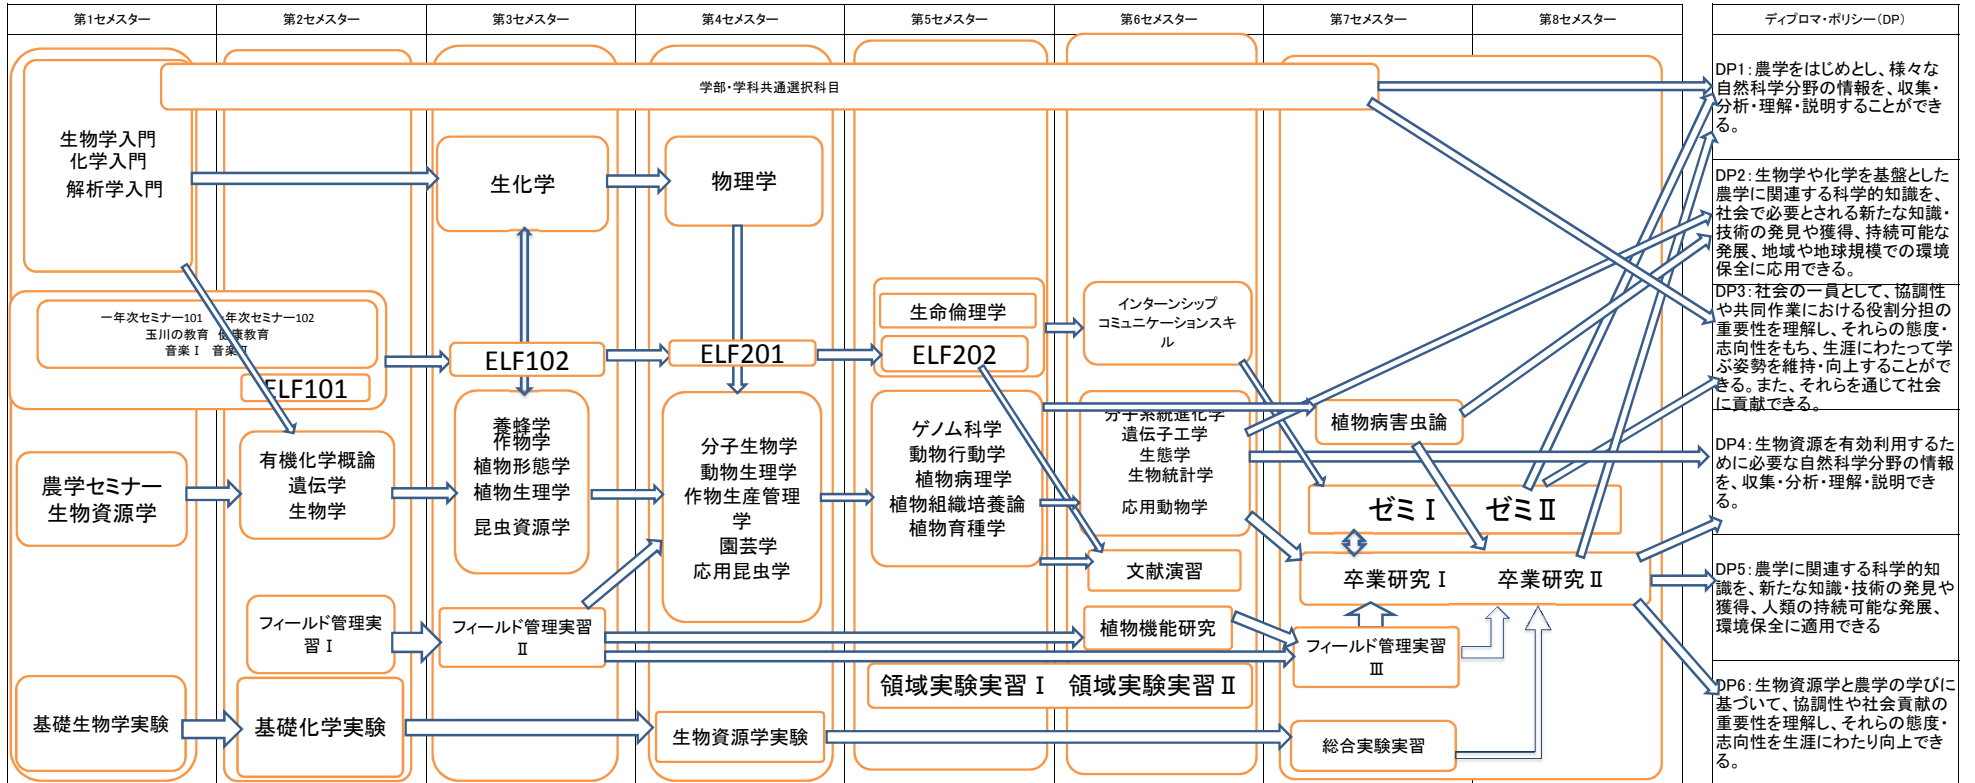 第1セメスター
第2セメスター
第3セメスター
第4セメスター
第5セメスター
第6セメスター
第7セメスター
第8セメスター
ディプロマ・ポリシー(DP)
学部・学科共通選択科目
生物学入門
化学入門
解析学入門
一年次セミナー101 一年次セミナー102
玉川の教育 健康教育
音楽Ⅰ 音楽Ⅱ
ELF101
農学セミナー
生物資源学
基礎生物学実験
有機化学概論
遺伝学
生物学
フィールド管理実
習Ⅰ
基礎化学実験
生化学
ELF102
養蜂学
作物学
植物形態学
植物生理学
昆虫資源学
フィールド管理実習
Ⅱ
物理学
ELF201
分子生物学
動物生理学
作物生産管理
学
園芸学
応用昆虫学
生物資源学実験
生命倫理学
ELF202
ゲノム科学
動物行動学
植物病理学
植物組織培養論
植物育種学
領域実験実習Ⅰ 領域実験実習Ⅱ
インターンシップ
コミュニケーションスキ
ル
分子系統進化学
遺伝子工学
生態学
生物統計学
応用動物学
文献演習
植物機能研究
植物病害虫論
ゼミⅠ ゼミⅡ
卒業研究Ⅰ 卒業研究Ⅱ
フィールド管理実習
Ⅲ
総合実験実習
DP1:農学をはじめとし、様々な
自然科学分野の情報を、収集・
分析・理解・説明することができ
る。
DP2:生物学や化学を基盤とした
農学に関連する科学的知識を、
社会で必要とされる新たな知識・
技術の発見や獲得、持続可能な
発展、地域や地球規模での環境
保全に応用できる。
DP3:社会の一員として、協調性
や共同作業における役割分担の
重要性を理解し、それらの態度・
志向性をもち、生涯にわたって学
ぶ姿勢を維持・向上することがで
きる。また、それらを通じて社会
に貢献できる。
DP4:生物資源を有効利用するた
めに必要な自然科学分野の情報
を、収集・分析・理解・説明でき
る。
DP5:農学に関連する科学的知
識を、新たな知識・技術の発見や
獲得、人類の持続可能な発展、
環境保全に適用できる
DP6:生物資源学と農学の学びに
基づいて、協調性や社会貢献の
重要性を理解し、それらの態度・
志向性を生涯にわたり向上でき
る。